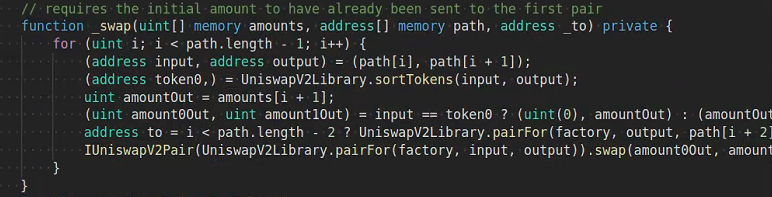 // requires the initial amount to have already been sent to the first pair
function _swap(uint[] memory amounts, address[] memory path, address _to) private {
for (uint i; i < path.length - 1; i++) {
(address input, address output) = (path[i], path[i + 1]);
(address token0,) = UniswapV2Library.sortTokens(input, output);
uint amountOut = amounts[i + 1];
(uint amount0Out, uint amount1Out) = input == token0 ? (uint(0), amountOut) : (amountOut
address to = i < path.length - 2 ? UniswapV2Library.pairFor(factory, output, path[i + 2]
IUniswapV2Pair(UniswapV2Library.pairFor(factory, input, output)).swap(amount0Out, amount
}
}